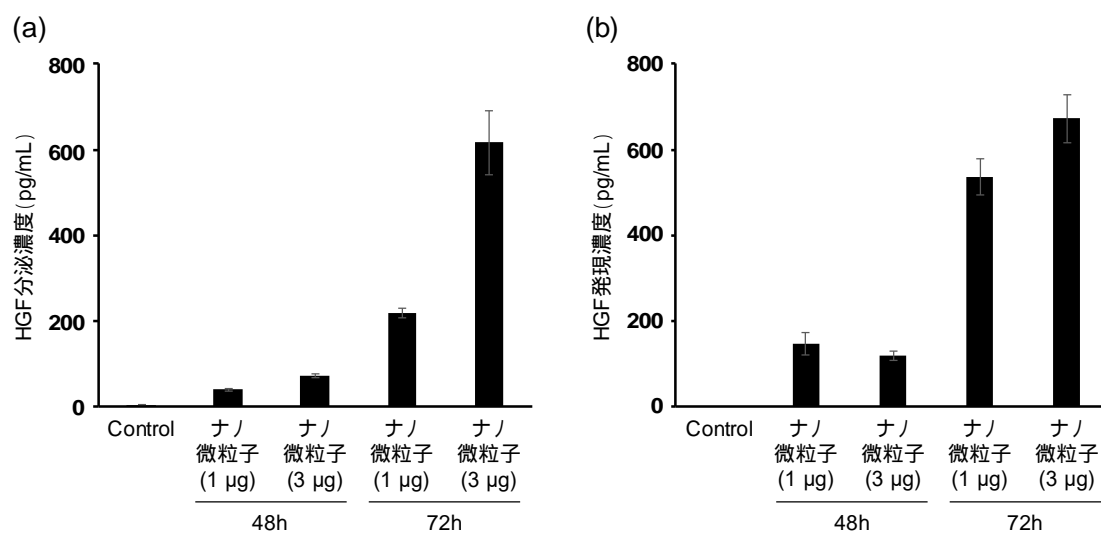 (a)
HGF分泌濃度(pg/mL)
800
600
400
200
0
Control
ナノ
微粒子
(1 µg)
ナノ
微粒子
(3 µg)
ナノ
微粒子
(1 µg)
ナノ
微粒子
(3 µg)
48h
72h
(b)
HGF発現濃度(pg/mL)
800
600
400
200
0
Control
ナノ
微粒子
(1 µg)
ナノ
微粒子
(3 µg)
ナノ
微粒子
(1 µg)
ナノ
微粒子
(3 µg)
48h
72h